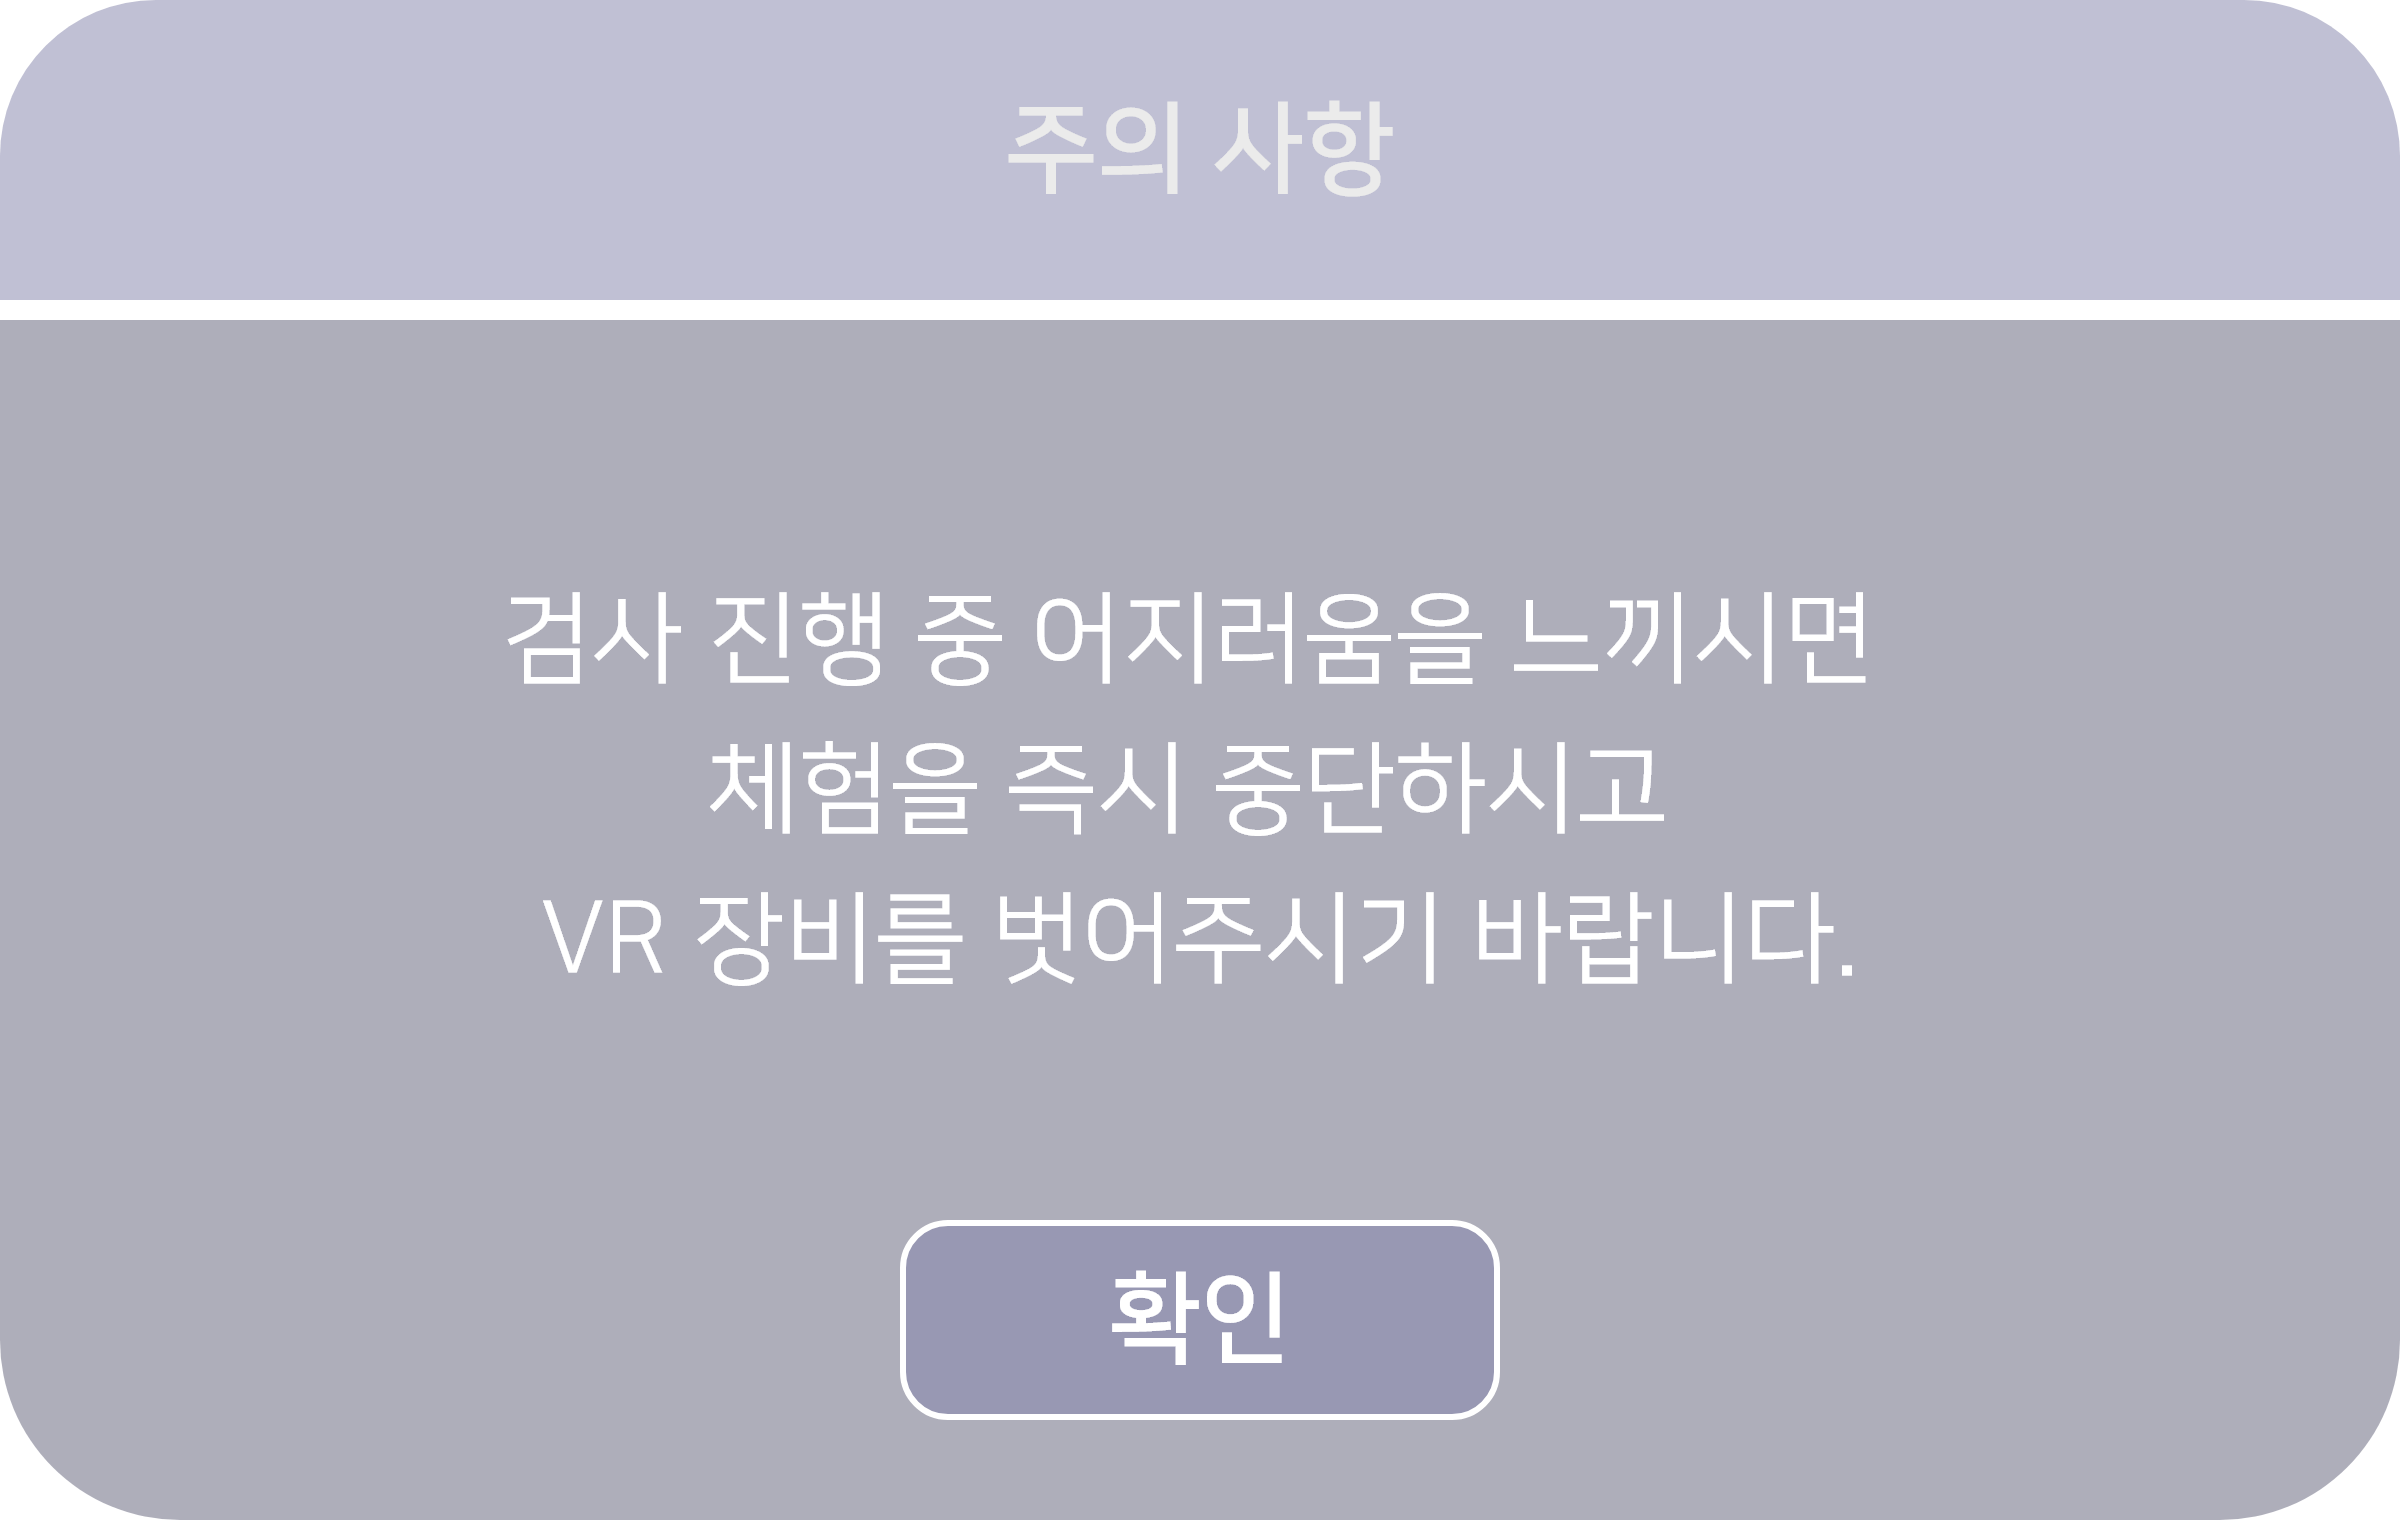 주의 사항
검사 진행 중 어지러움을 느끼시면
체험을 즉시 중단하시고
VR 장비를 벗어주시기 바랍니다.
확인